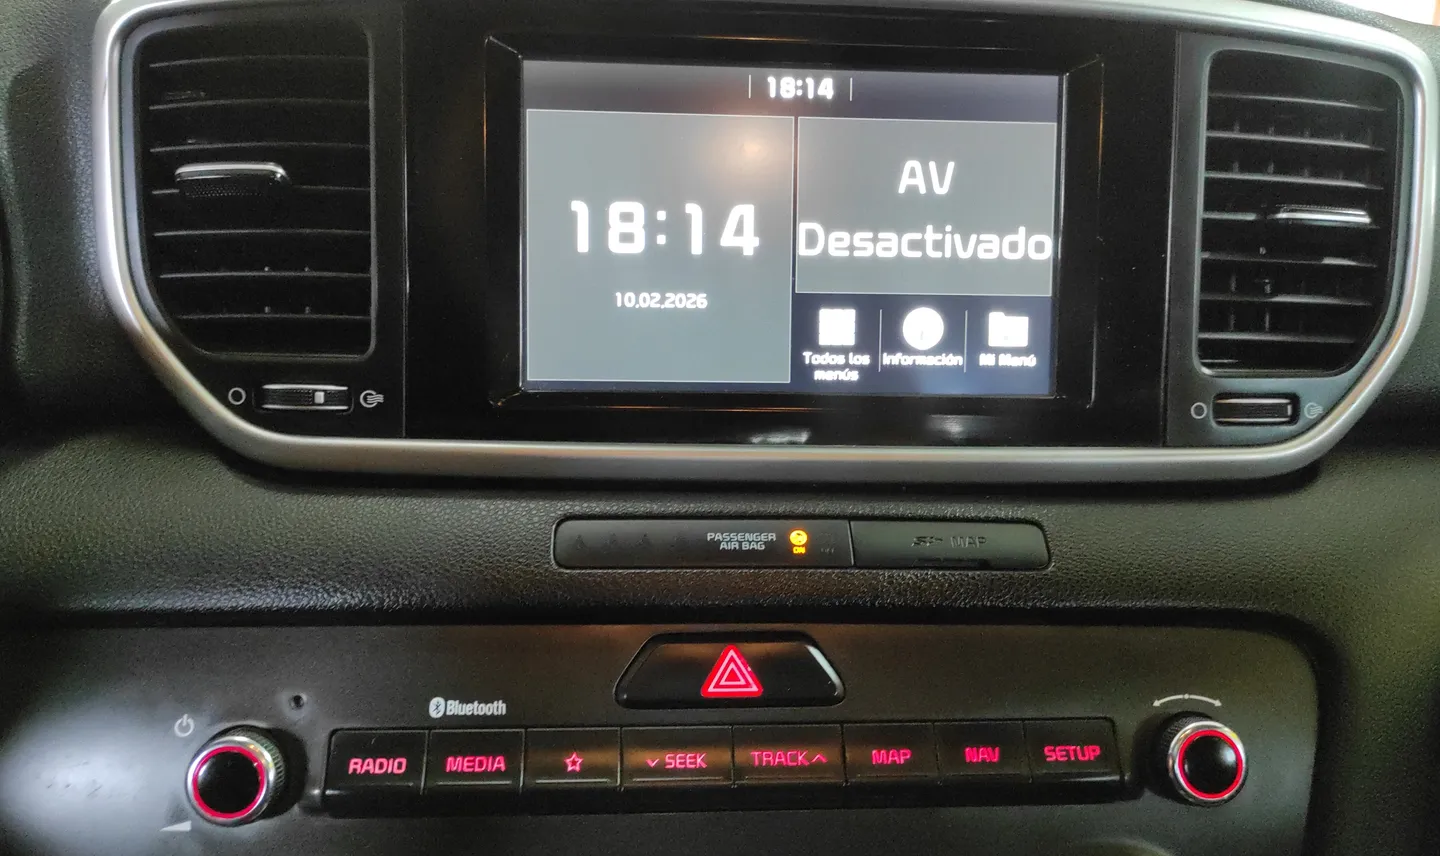 18:14
18:14
10.02.2026
AV
Desactivado
Todos los
menús
Información
Mi Menú
PASSENGER
AIR BAG
ON
MAP
Bluetooth
RADIO
MEDIA
SEEK
TRACK
MAP
NAV
SETUP